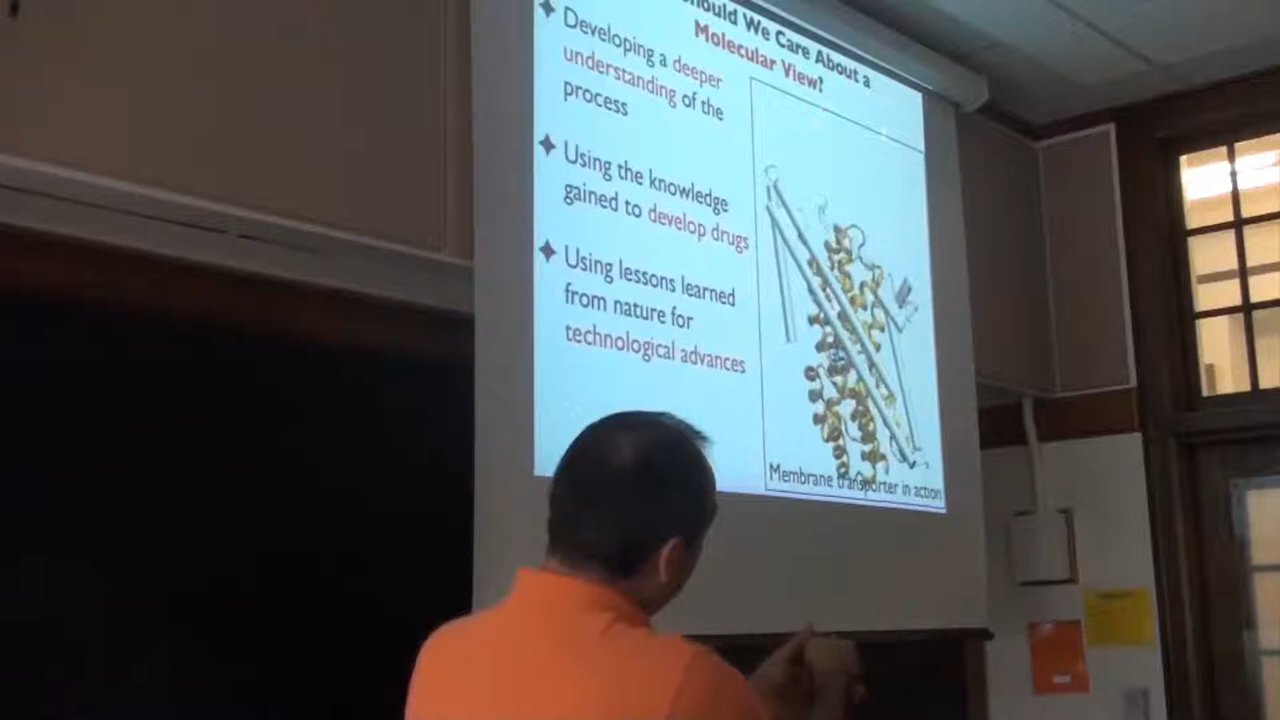 hould We Care About a
Molecular View?
Developing a deeper
understanding of the
process
Using the knowledge
gained to develop drugs
Using lessons learned
from nature for
technological advances
Membrane transporter in action